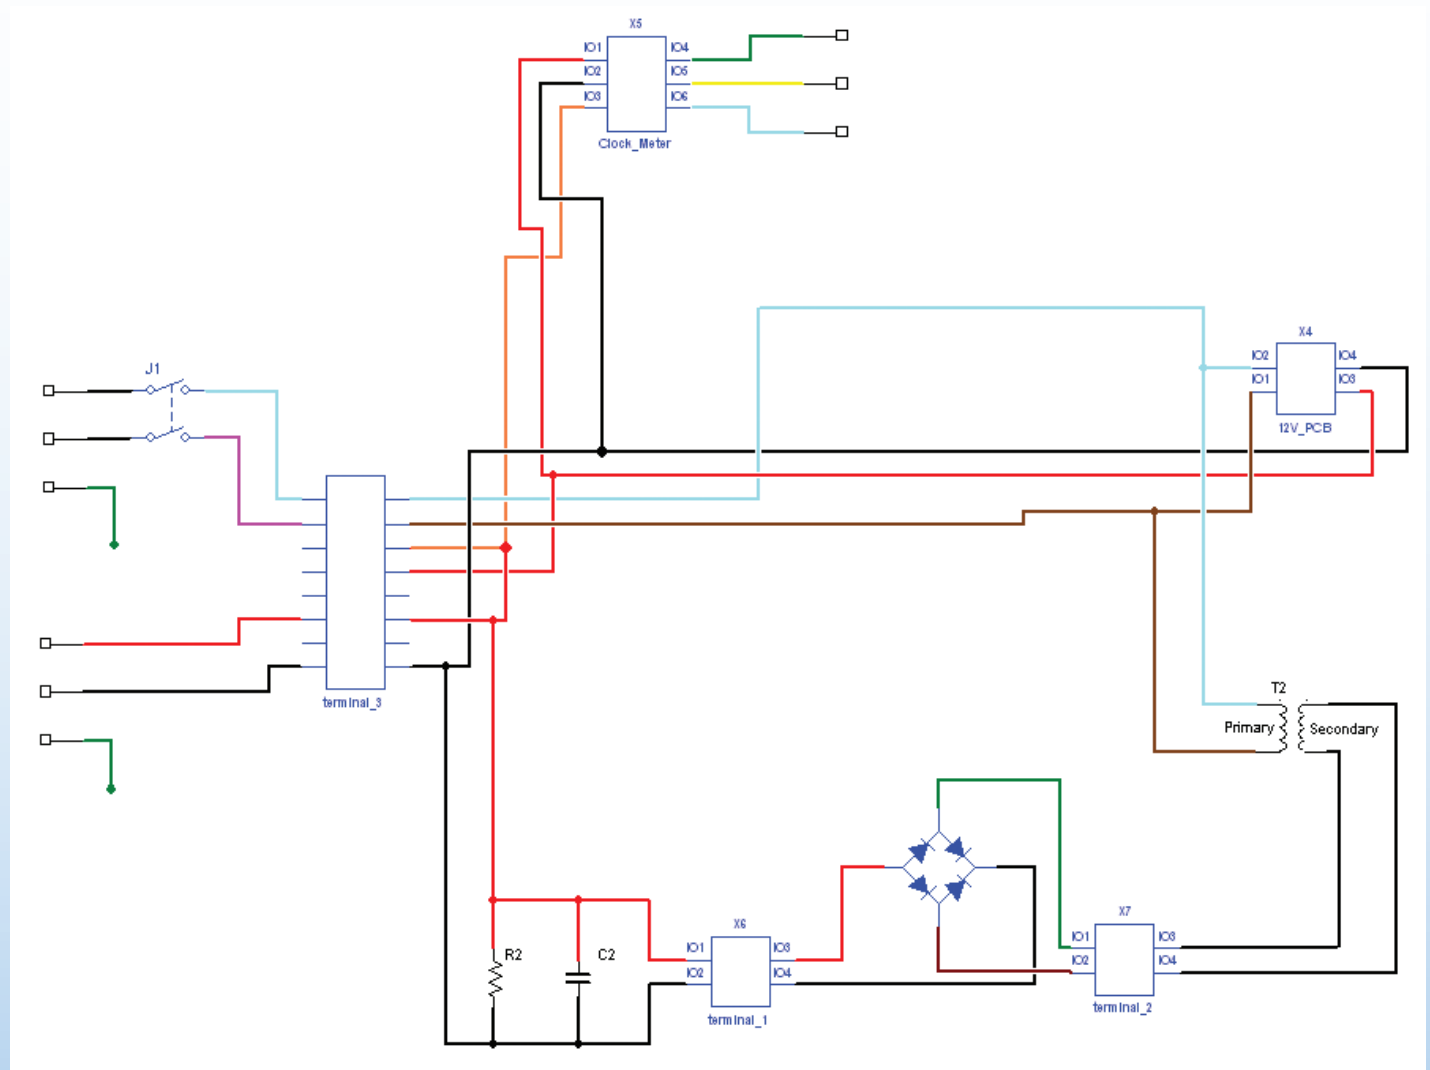 X5
IO1 IO4
IO2 IO5
IO3 IO6
Clock_Meter
X4
IO2 IO4
IO1 IO3
12V_PCB
J1
terminal_3
T2
Primary Secondary
X7
IO1 IO3
IO2 IO4
terminal_2
X6
IO1 IO3
IO2 IO4
terminal_1
R2 C2